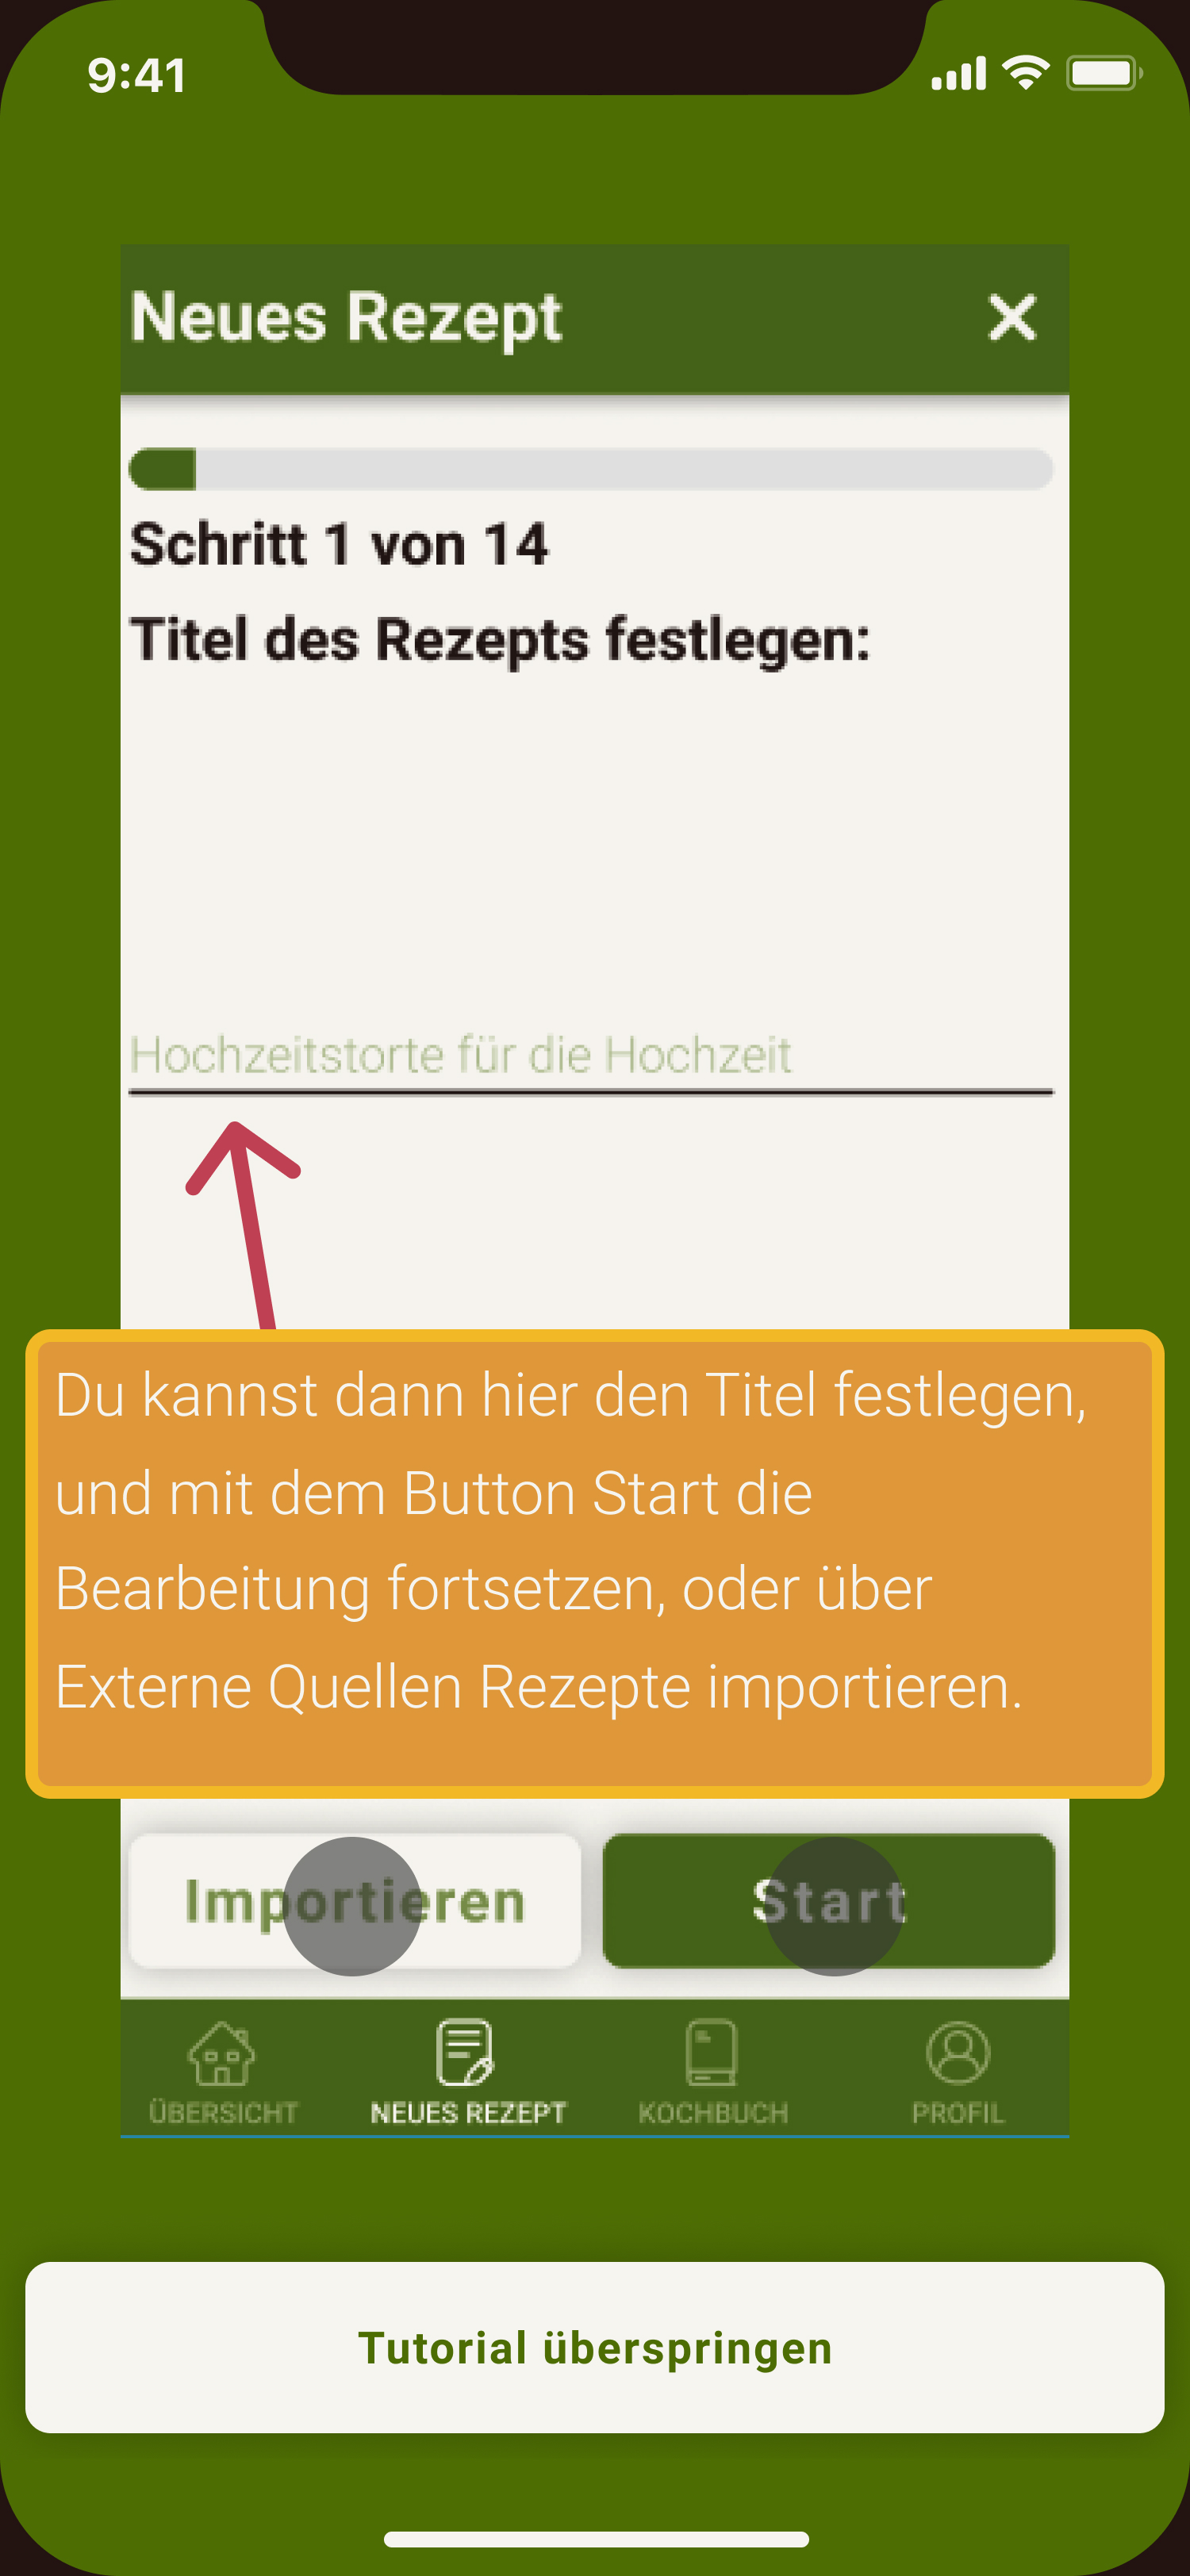 9:41
Neues Rezept
Schritt 1 von 14
Titel des Rezepts festlegen:
Hochzeitstorte für die Hochzeit
Du kannst dann hier den Titel festlegen,
und mit dem Button Start die
Bearbeitung fortsetzen, oder über
Externe Quellen Rezepte importieren.
Importieren Start
ÜBERSICHT NEUES REZEPT KOCHBUCH PROFIL
Tutorial überspringen